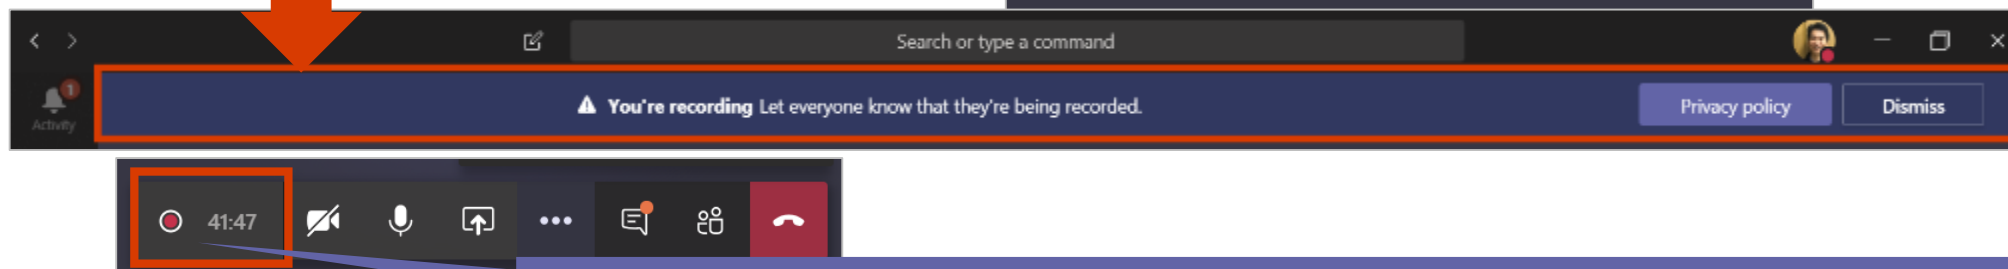 Search or type a command
1
Activity
You're recording Let everyone know that they're being recorded.
Privacy policy
Dismiss
41:47